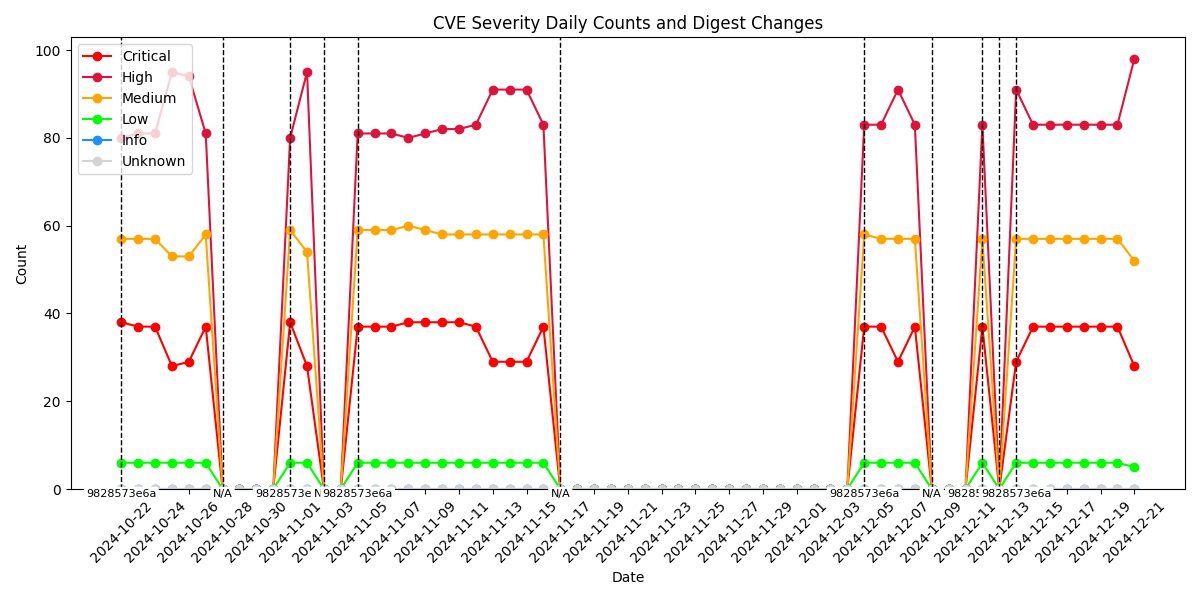 CVE Severity Daily Counts and Digest Changes
100
80
60
40
20
0
Count
Critical
High
Medium
Low
Info
Unknown
9828573e6a
N/A
9828573e
N
9828573e6a
N/A
9828573e6a
N/A
9828
9828573e6a
2024-10-22
2024-10-24
2024-10-26
2024-10-28
2024-10-30
2024-11-01
2024-11-03
2024-11-05
2024-11-07
2024-11-09
2024-11-11
2024-11-13
2024-11-15
2024-11-17
2024-11-19
2024-11-21
2024-11-23
2024-11-25
2024-11-27
2024-11-29
2024-12-01
2024-12-03
2024-12-05
2024-12-07
2024-12-09
2024-12-11
2024-12-13
2024-12-15
2024-12-17
2024-12-19
2024-12-21
Date